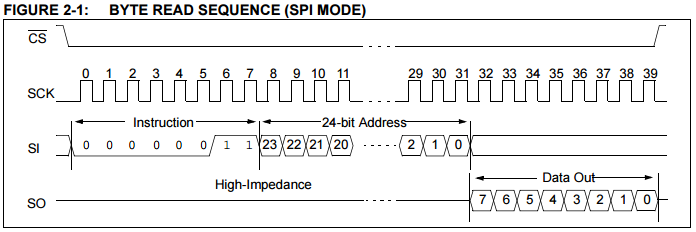 FIGURE 2-1: BYTE READ SEQUENCE (SPI MODE)
CS
0 1 2 3 4 5 6 7 8 9 10 11 29 30 31 32 33 34 35 36 37 38 39
SCK
Instruction 24-bit Address
SI 0 0 0 0 0 0 1 1 23 22 21 20 2 1 0
High-Impedance Data Out
SO 7 6 5 4 3 2 1 0